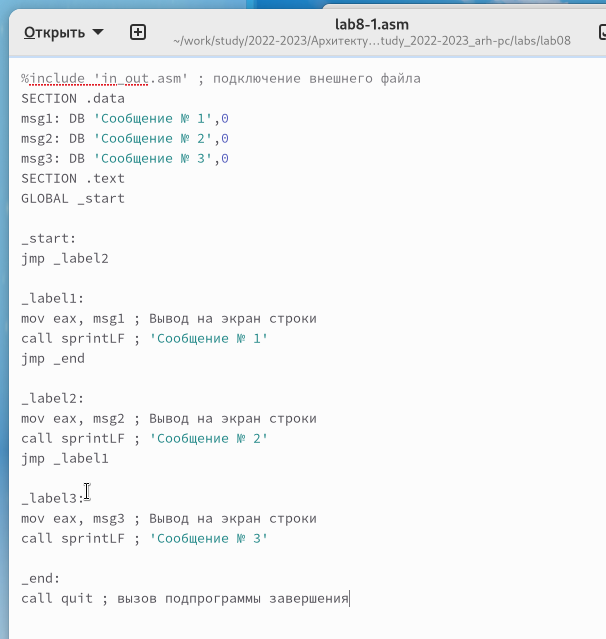 lab8-1.asm
Открыть
~/work/study/2022-2023/Архитекту…tudy_2022-2023_arh-pc/labs/lab08
%include 'in_out.asm' ; подключение внешнего файла
SECTION .data
msg1: DB 'Сообщение № 1',0
msg2: DB 'Сообщение № 2',0
msg3: DB 'Сообщение № 3',0
SECTION .text
GLOBAL _start
_start:
jmp _label2
_label1:
mov eax, msg1 ; Вывод на экран строки
call sprintLF ; 'Сообщение № 1'
jmp _end
_label2:
mov eax, msg2 ; Вывод на экран строки
call sprintLF ; 'Сообщение № 2'
jmp _label1
_label3:
mov eax, msg3 ; Вывод на экран строки
call sprintLF ; 'Сообщение № 3'
_end:
call quit ; вызов подпрограммы завершения